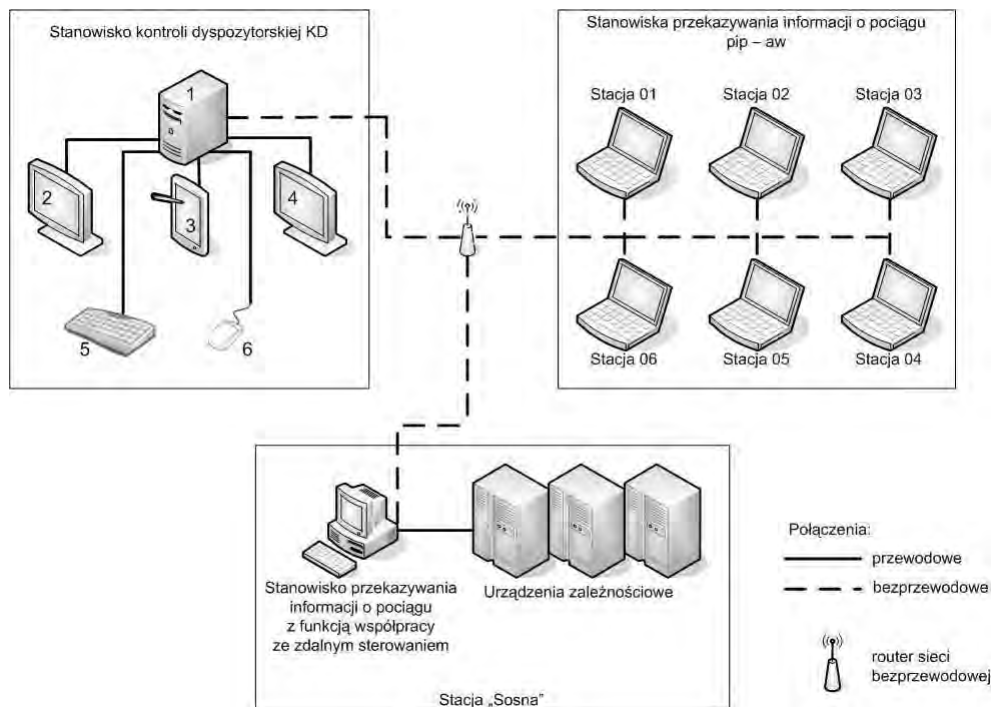 Stanowisko kontroli dyspozytorskiej KD
1
2
3
4
5
6
Stanowiska przekazywania informacji o pociągu
pip – aw
Stacja 01
Stacja 02
Stacja 03
Stacja 06
Stacja 05
Stacja 04
Stanowisko przekazywania
informacji o pociągu
z funkcją współpracy
ze zdalnym sterowaniem
Urządzenia zależnościowe
Stacja „Sosna”
Połączenia:
przewodowe
bezprzewodowe
router sieci
bezprzewodowej